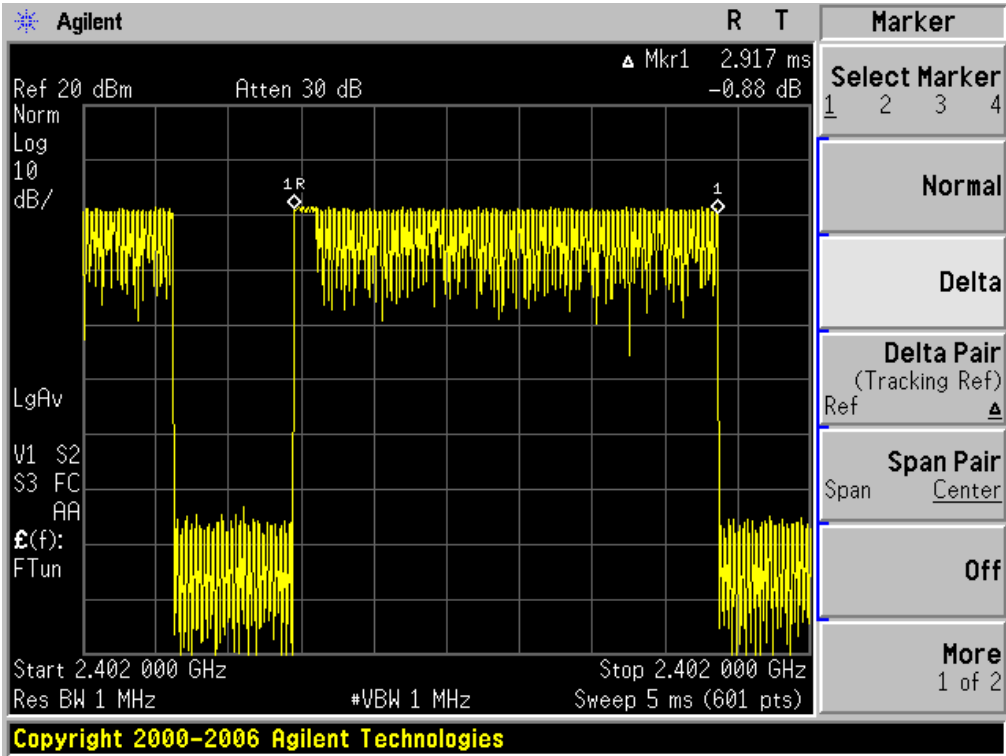 Agilent R T Marker
Δ Mkr1 2.917 ms
Ref 20 dBm Atten 30 dB -0.88 dB
Norm
Log
10
dB/
1R
1
LgAv
V1 S2
S3 FC
AA
£(f):
FTun
Start 2.402 000 GHz Stop 2.402 000 GHz
Res BW 1 MHz #VBW 1 MHz Sweep 5 ms (601 pts)
Copyright 2000-2006 Agilent Technologies
Select Marker
1 2 3 4
Normal
Delta
Delta Pair
(Tracking Ref)
Ref Δ
Span Pair
Span Center
Off
More
1 of 2